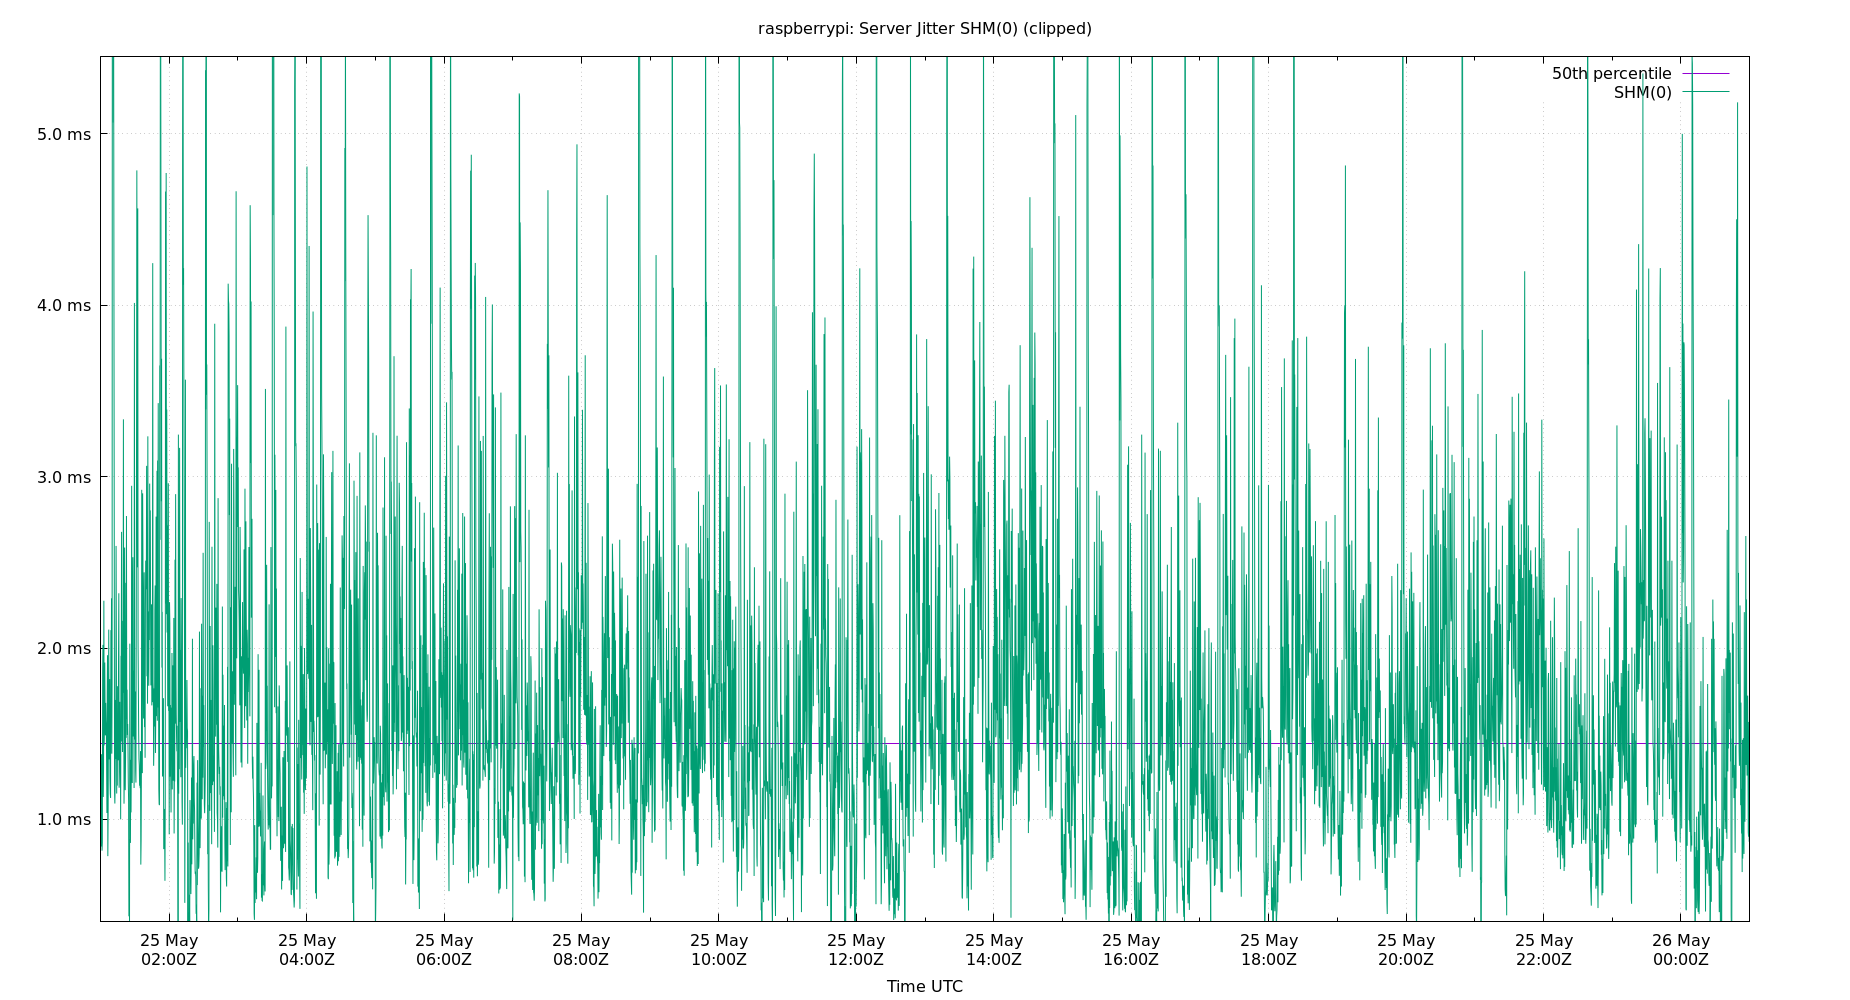 raspberrypi: Server Jitter SHM(0) (clipped)
50th percentile
SHM(0)
5.0 ms
4.0 ms
3.0 ms
2.0 ms
1.0 ms
25 May 25 May 25 May 25 May 25 May 25 May 25 May 25 May 25 May 25 May 25 May 26 May
02:00Z 04:00Z 06:00Z 08:00Z 10:00Z 12:00Z 14:00Z 16:00Z 18:00Z 20:00Z 22:00Z 00:00Z
Time UTC